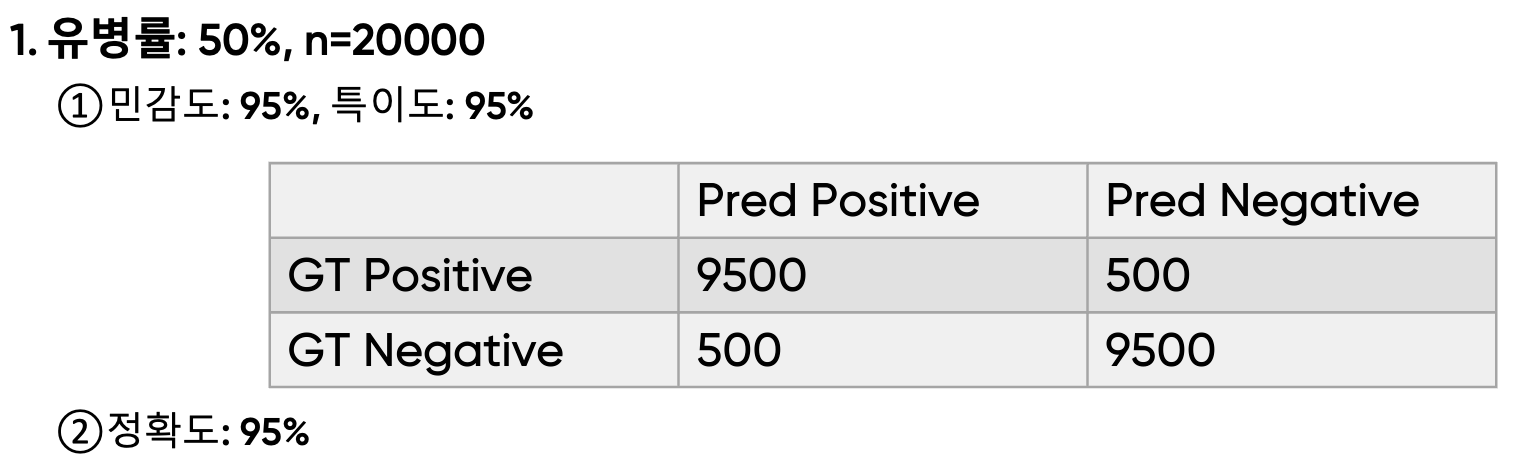 1. 유병률: 50%, n=20000
①민감도: 95%, 특이도: 95%
Pred Positive Pred Negative
GT Positive 9500 500
GT Negative 500 9500
②정확도: 95%